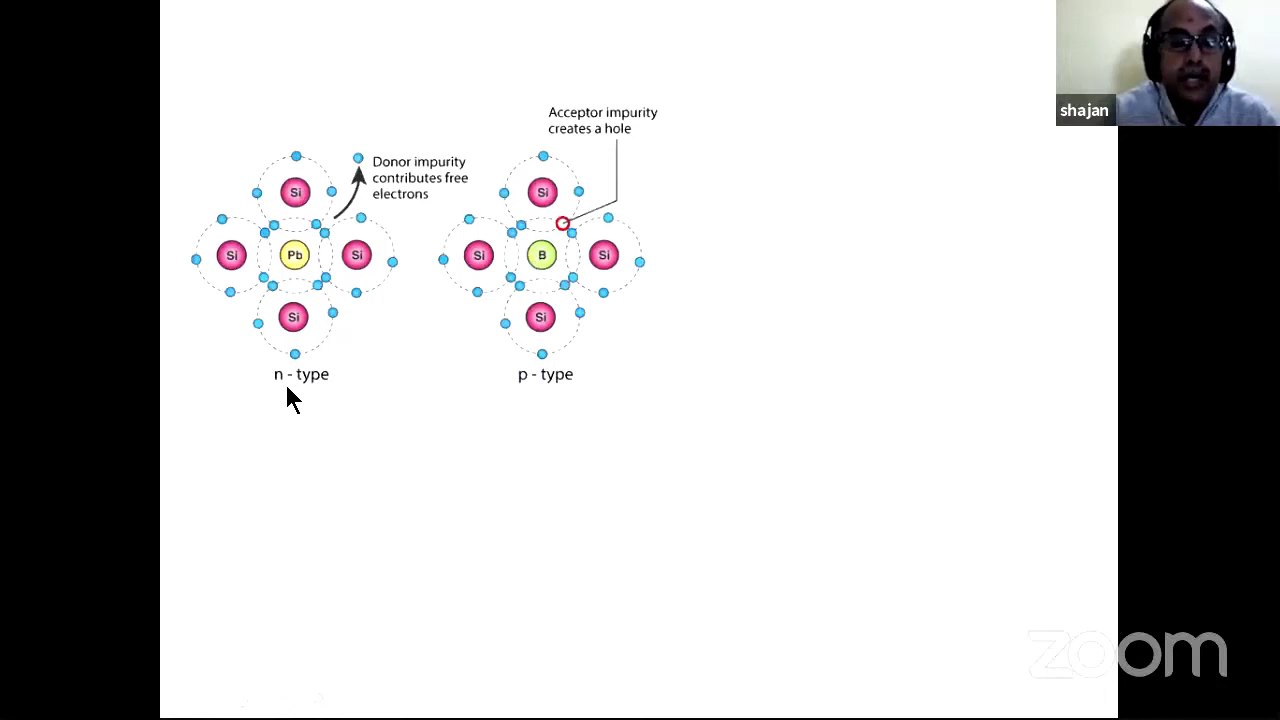 shajan
Acceptor impurity
creates a hole
Donor impurity
contributes free
electrons
Si
Si
Si
Pb
Si
Si
B
Si
Si
Si
n - type
p - type
zoom